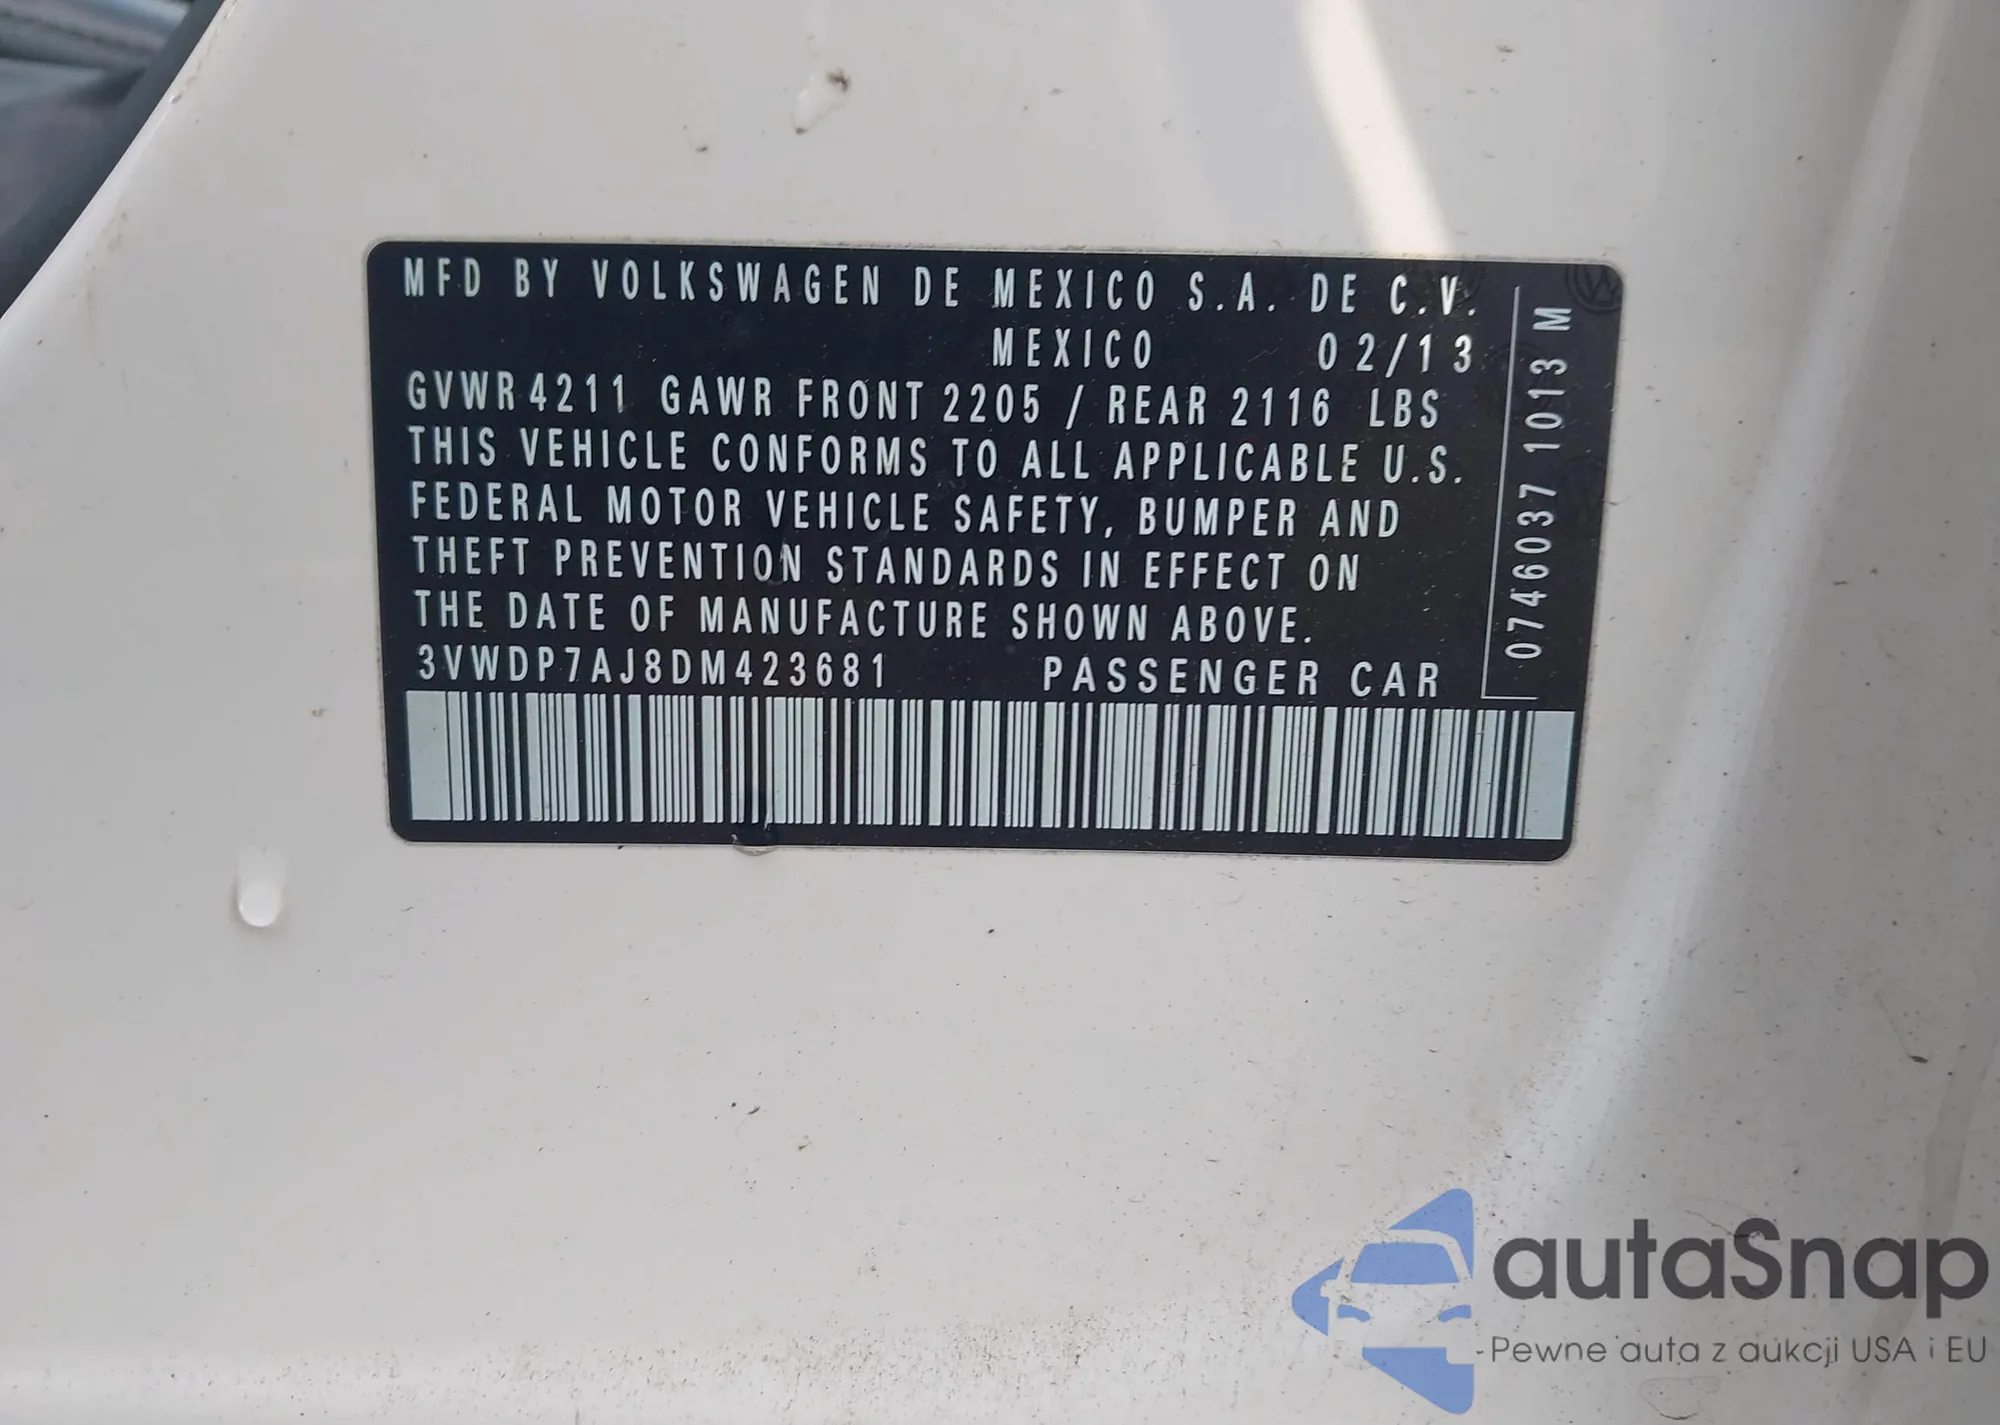 MFD BY VOLKSWAGEN DE MEXICO S.A. DE C.V.
MEXICO 02/13
GVWR 4211 GAWR FRONT 2205 / REAR 2116 LBS
THIS VEHICLE CONFORMS TO ALL APPLICABLE U.S.
FEDERAL MOTOR VEHICLE SAFETY, BUMPER AND
THEFT PREVENTION STANDARDS IN EFFECT ON
THE DATE OF MANUFACTURE SHOWN ABOVE.
3VWDP7AJ8DM423681 PASSENGER CAR
0746037 1013 M
autaSnap
- Pewne auta z aukcji USA i EU